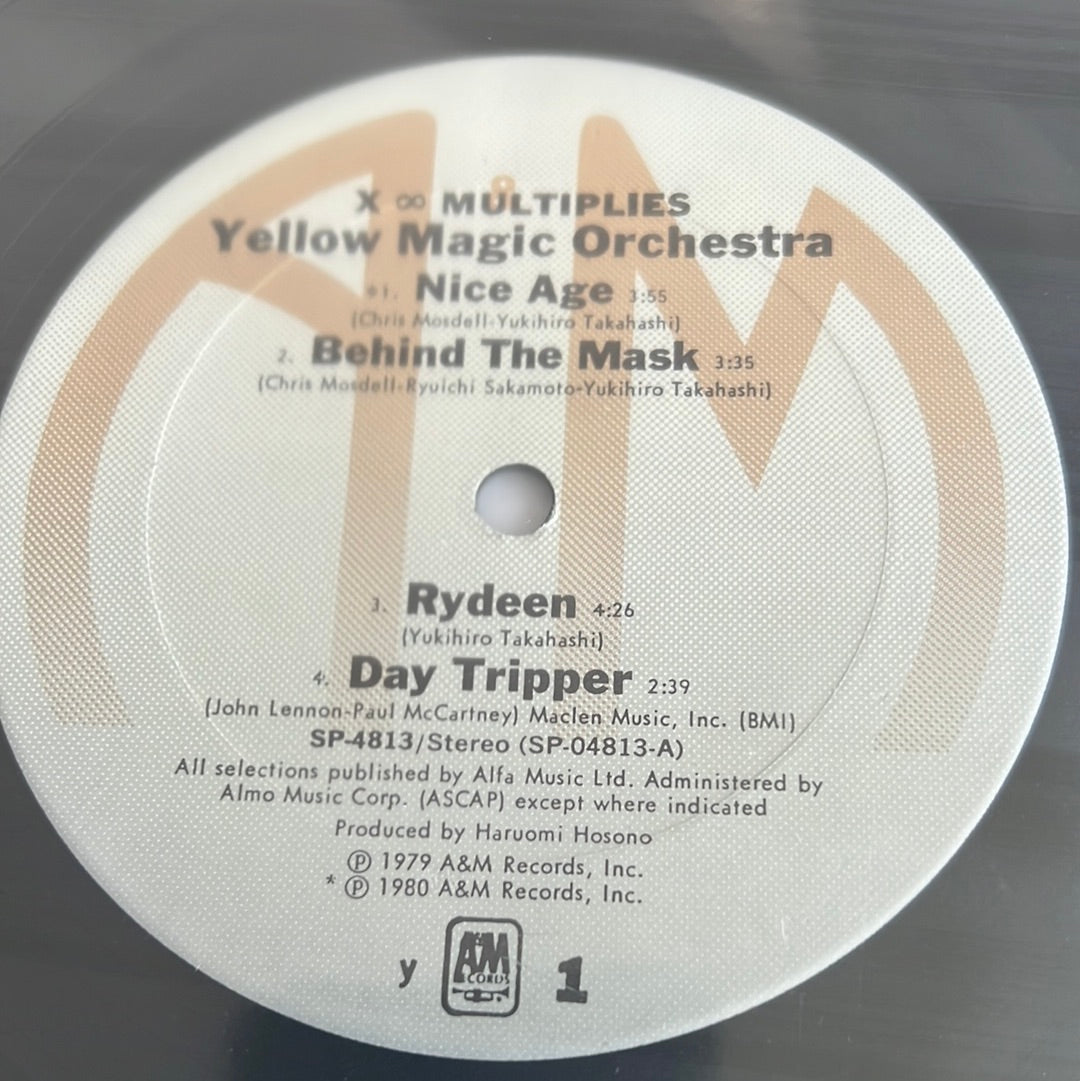 X ∞ MULTIPLIES
Yellow Magic Orchestra
*1. Nice Age 3:55
(Chris Mosdell-Yukihiro Takahashi)
2. Behind The Mask 3:35
(Chris Mosdell-Ryuichi Sakamoto-Yukihiro Takahashi)
3. Rydeen 4:26
(Yukihiro Takahashi)
4. Day Tripper 2:39
(John Lennon-Paul McCartney) Maclen Music, Inc. (BMI)
SP-4813/Stereo (SP-04813-A)
All selections published by Alfa Music Ltd. Administered by
Almo Music Corp. (ASCAP) except where indicated
Produced by Haruomi Hosono
℗ 1979 A&M Records, Inc.
* ℗ 1980 A&M Records, Inc.
y A&M RECORDS 1